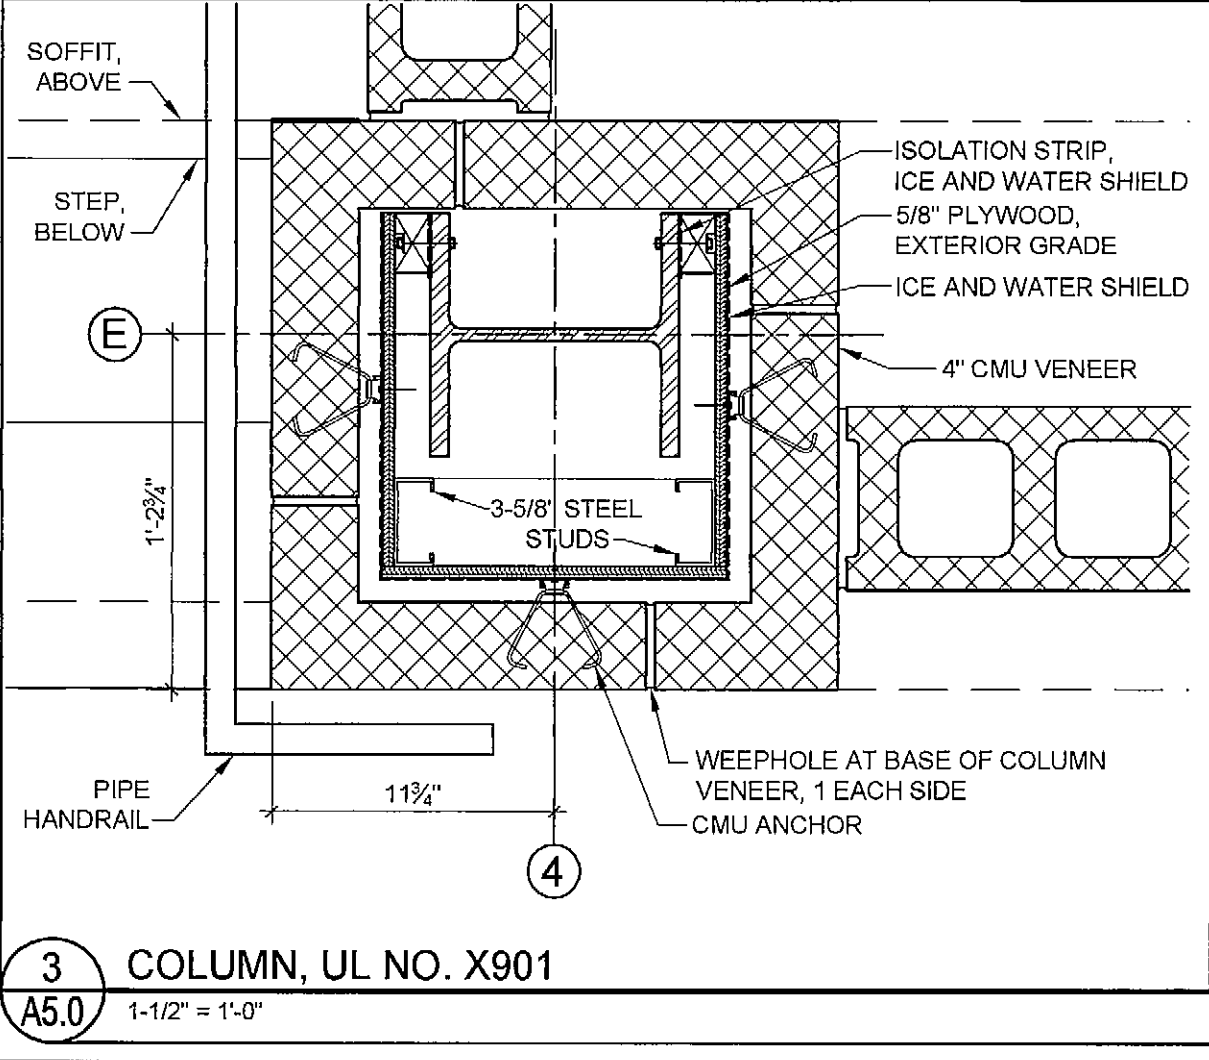 SOFFIT,
ABOVE
STEP,
BELOW
E
1'-2¾"
ISOLATION STRIP,
ICE AND WATER SHIELD
5/8" PLYWOOD,
EXTERIOR GRADE
ICE AND WATER SHIELD
4" CMU VENEER
3-5/8' STEEL
STUDS
PIPE
HANDRAIL
11¾"
WEEPHOLE AT BASE OF COLUMN
VENEER, 1 EACH SIDE
CMU ANCHOR
4
3
A5.0
COLUMN, UL NO. X901
1-1/2" = 1'-0"